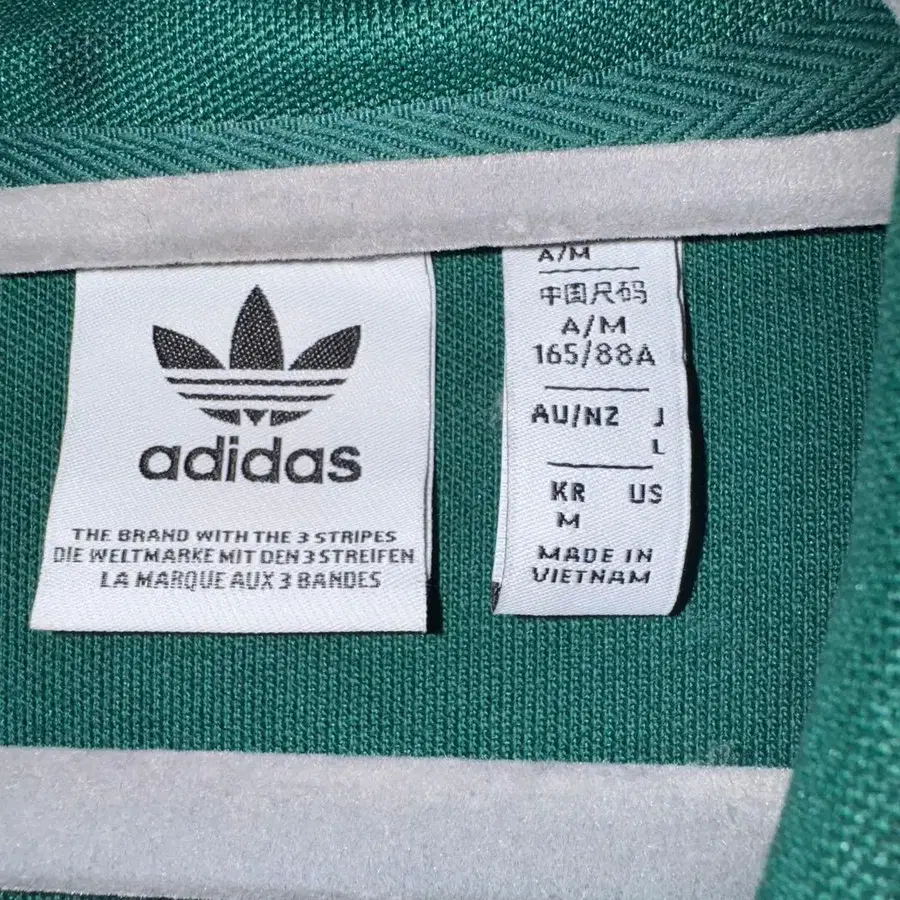 adidas
THE BRAND WITH THE 3 STRIPES
DIE WELTMARKE MIT DEN 3 STREIFEN
LA MARQUE AUX 3 BANDES
A/M
中国尺码
A/M
165/88A
AU/NZ J
L
KR US
M
MADE IN
VIETNAM